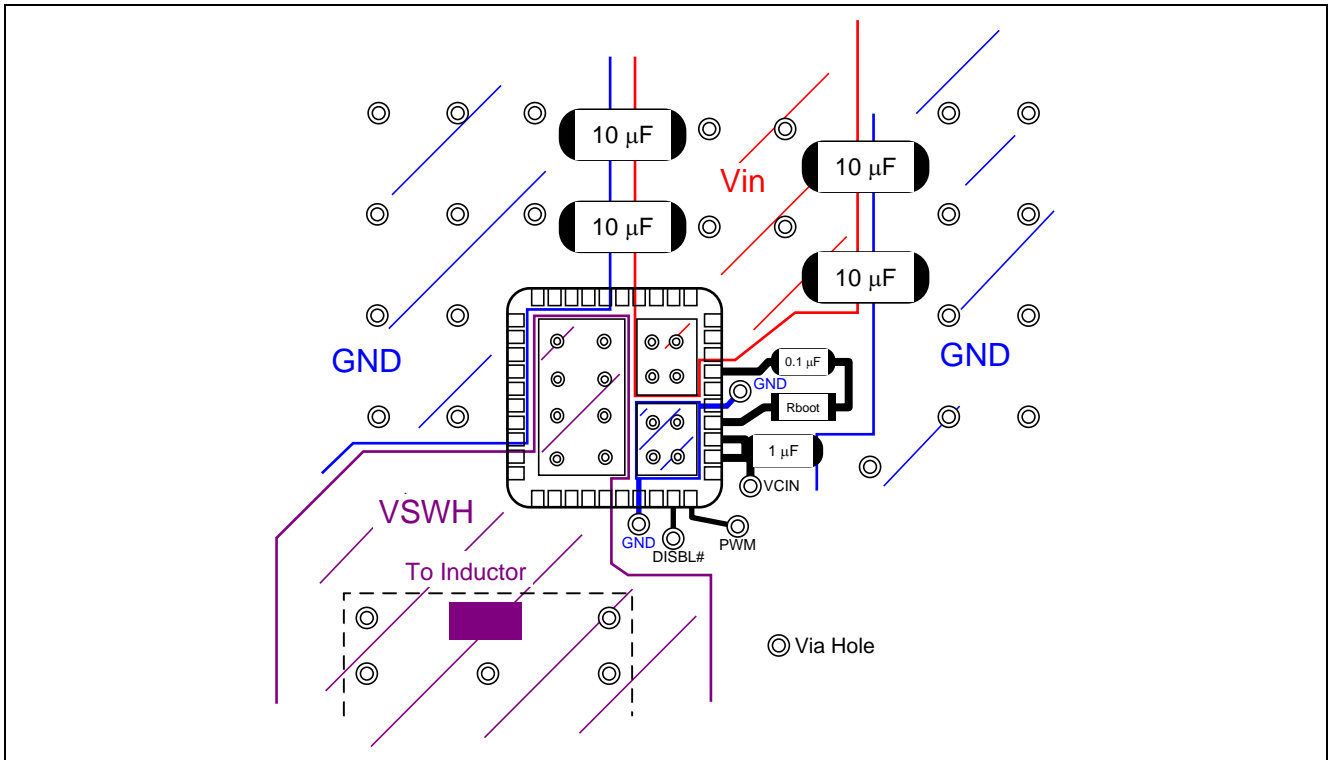 10 μF
10 μF
Vin
10 μF
10 μF
GND
GND
0.1 μF
GND
Rboot
1 μF
VCIN
VSWH
GND
DISBL#
PWM
To Inductor
Via Hole